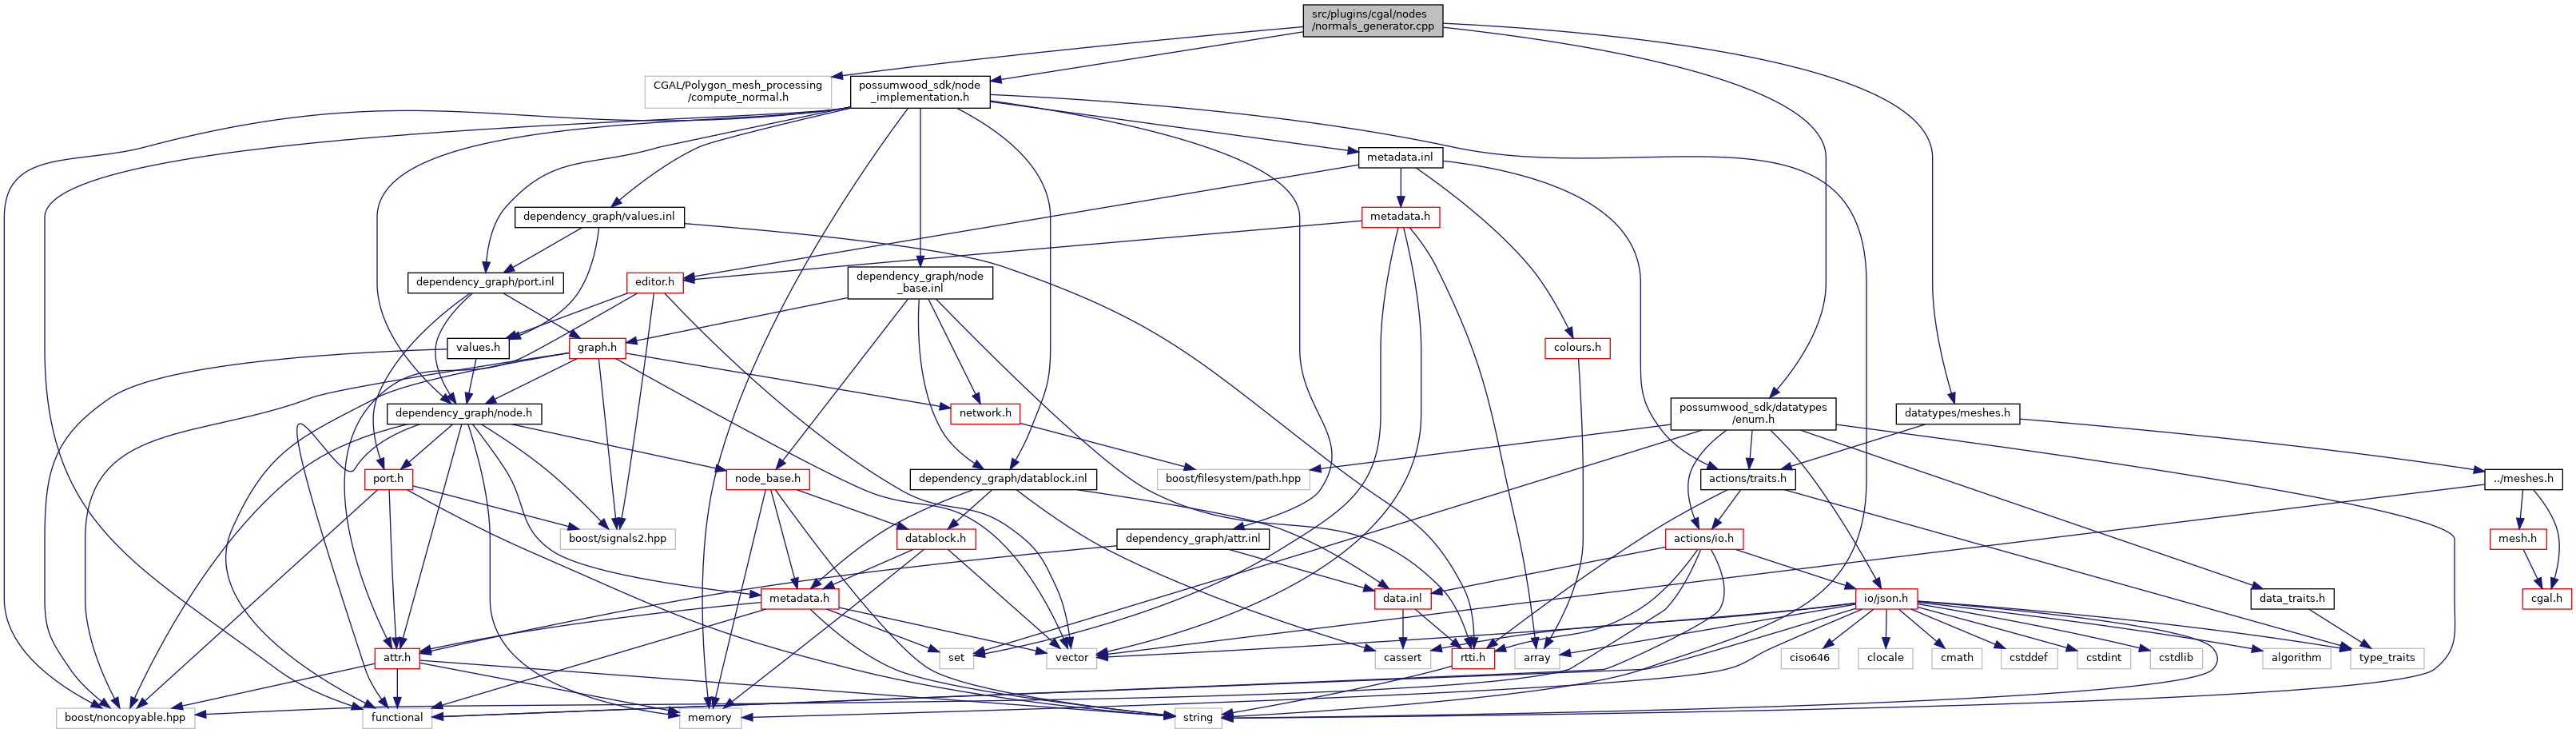 src/plugins/cgal/nodes
/normals_generator.cpp
CGAL/Polygon_mesh_processing
/compute_normal.h
possumwood_sdk/node
_implementation.h
metadata.inl
dependency_graph/values.inl
metadata.h
dependency_graph/port.inl
editor.h
dependency_graph/node
_base.inl
values.h
graph.h
colours.h
dependency_graph/node.h
network.h
possumwood_sdk/datatypes
/enum.h
datatypes/meshes.h
port.h
node_base.h
dependency_graph/datablock.inl
boost/filesystem/path.hpp
actions/traits.h
../meshes.h
boost/signals2.hpp
datablock.h
dependency_graph/attr.inl
actions/io.h
mesh.h
metadata.h
data.inl
io/json.h
data_traits.h
cgal.h
attr.h
set
vector
cassert
rtti.h
array
ciso646
clocale
cmath
cstddef
cstdint
cstdlib
algorithm
type_traits
boost/noncopyable.hpp
functional
memory
string